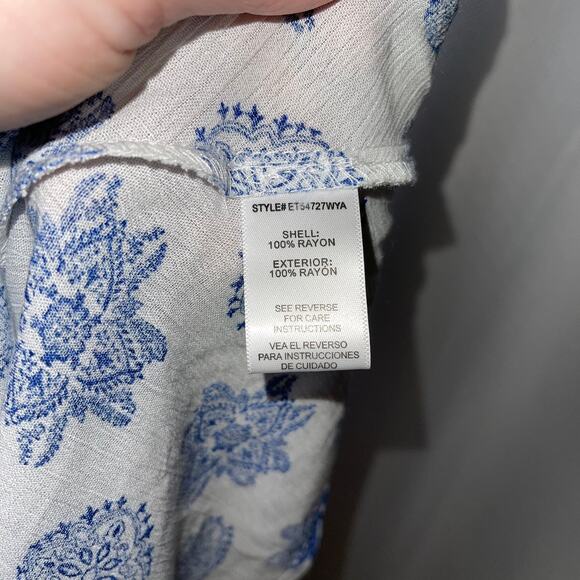 STYLE# ET54727WYA
SHELL:
100% RAYON
EXTERIOR:
100% RAYON
SEE REVERSE
FOR CARE
INSTRUCTIONS
VEA EL REVERSO
PARA INSTRUCCIONES
DE CUIDADO